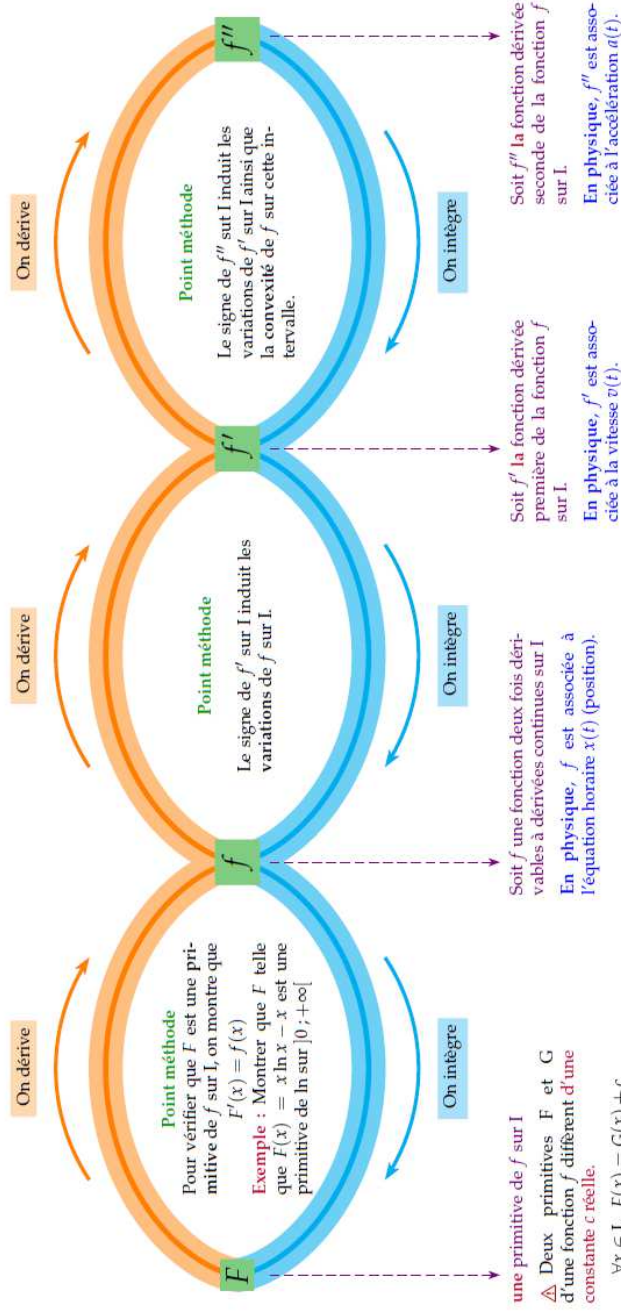 On dérive
On dérive
On dérive
Point méthode
Pour vérifier que F est une pri-
mitive de f sur I, on montre que
F′(x) = f(x)
Exemple : Montrer que F telle
que F(x) = x ln x − x est une
primitive de ln sur ]0 ; +∞[
Point méthode
Le signe de f′ sur I induit les
variations de f sur I.
Point méthode
Le signe de f′′ sut I induit les
variations de f′ sur I ainsi que
la convexité de f sur cette in-
tervalle.
F
f
f′
f′′
On intègre
On intègre
On intègre
une primitive de f sur I
⚠ Deux primitives F et G
d'une fonction f diffèrent d'une
constante c réelle.
∀x ∈ I, F(x) = G(x) + c
Soit f une fonction deux fois déri-
vables à dérivées continues sur I
En physique, f est associée à
l'équation horaire x(t) (position).
Soit f′ la fonction dérivée
première de la fonction f
sur I.
En physique, f′ est asso-
ciée à la vitesse v(t).
Soit f′′ la fonction dérivée
seconde de la fonction f
sur I.
En physique, f′′ est asso-
ciée à l'accélération a(t).